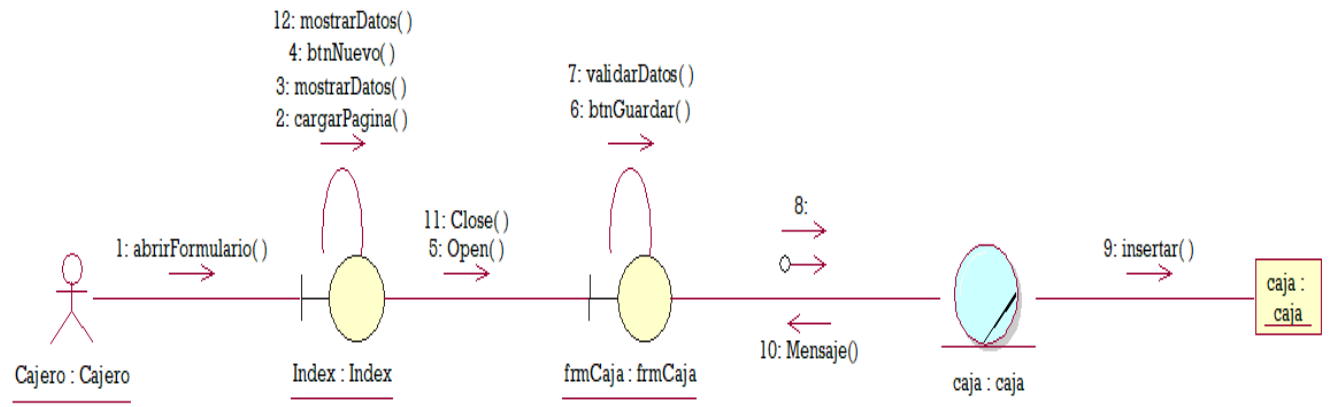 12: mostrarDatos( )
4: btnNuevo( )
3: mostrarDatos( )
2: cargarPagina( )
7: validarDatos( )
6: btnGuardar( )
8:
11: Close( )
5: Open( )
1: abrirFormulario( )
9: insertar( )
caja :
caja
10: Mensaje()
Cajero : Cajero
Index : Index
frmCaja : frmCaja
caja : caja